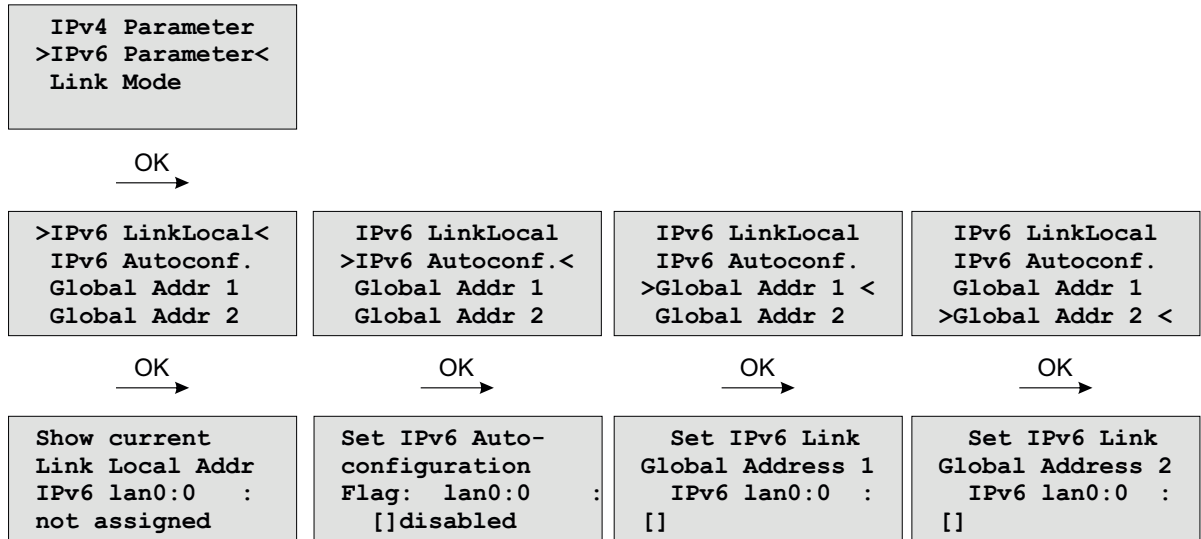 IPv4 Parameter
>IPv6 Parameter<
Link Mode
OK
>IPv6 LinkLocal<
IPv6 Autoconf.
Global Addr 1
Global Addr 2
IPv6 LinkLocal
>IPv6 Autoconf.<
Global Addr 1
Global Addr 2
IPv6 LinkLocal
IPv6 Autoconf.
>Global Addr 1 <
Global Addr 2
IPv6 LinkLocal
IPv6 Autoconf.
Global Addr 1
>Global Addr 2 <
OK
OK
OK
OK
Show current
Link Local Addr
IPv6 lan0:0 :
not assigned
Set IPv6 Auto-
configuration
Flag: lan0:0 :
[]disabled
Set IPv6 Link
Global Address 1
IPv6 lan0:0 :
[]
Set IPv6 Link
Global Address 2
IPv6 lan0:0 :
[]